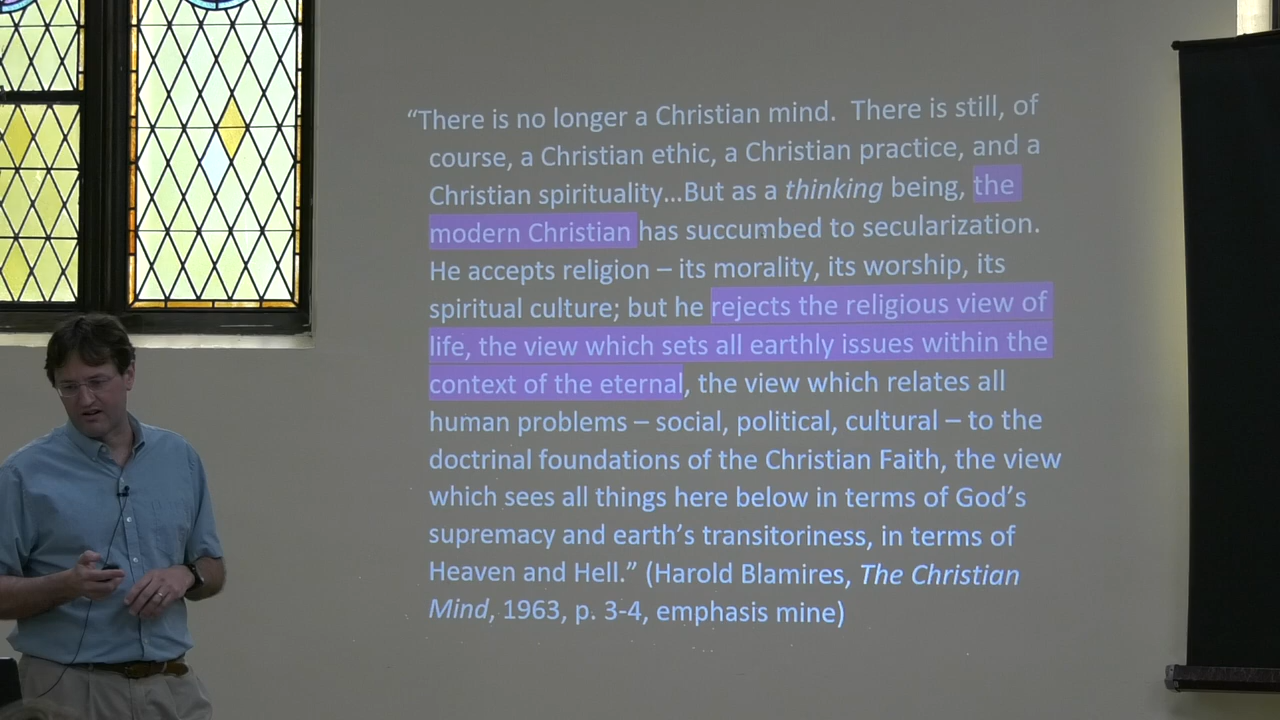 “There is no longer a Christian mind.  There is still, of
course, a Christian ethic, a Christian practice, and a
Christian spirituality…But as a thinking being, the
modern Christian has succumbed to secularization.
He accepts religion – its morality, its worship, its
spiritual culture; but he rejects the religious view of
life, the view which sets all earthly issues within the
context of the eternal, the view which relates all
human problems – social, political, cultural – to the
doctrinal foundations of the Christian Faith, the view
which sees all things here below in terms of God’s
supremacy and earth’s transitoriness, in terms of
Heaven and Hell.” (Harold Blamires, The Christian
Mind, 1963, p. 3-4, emphasis mine)